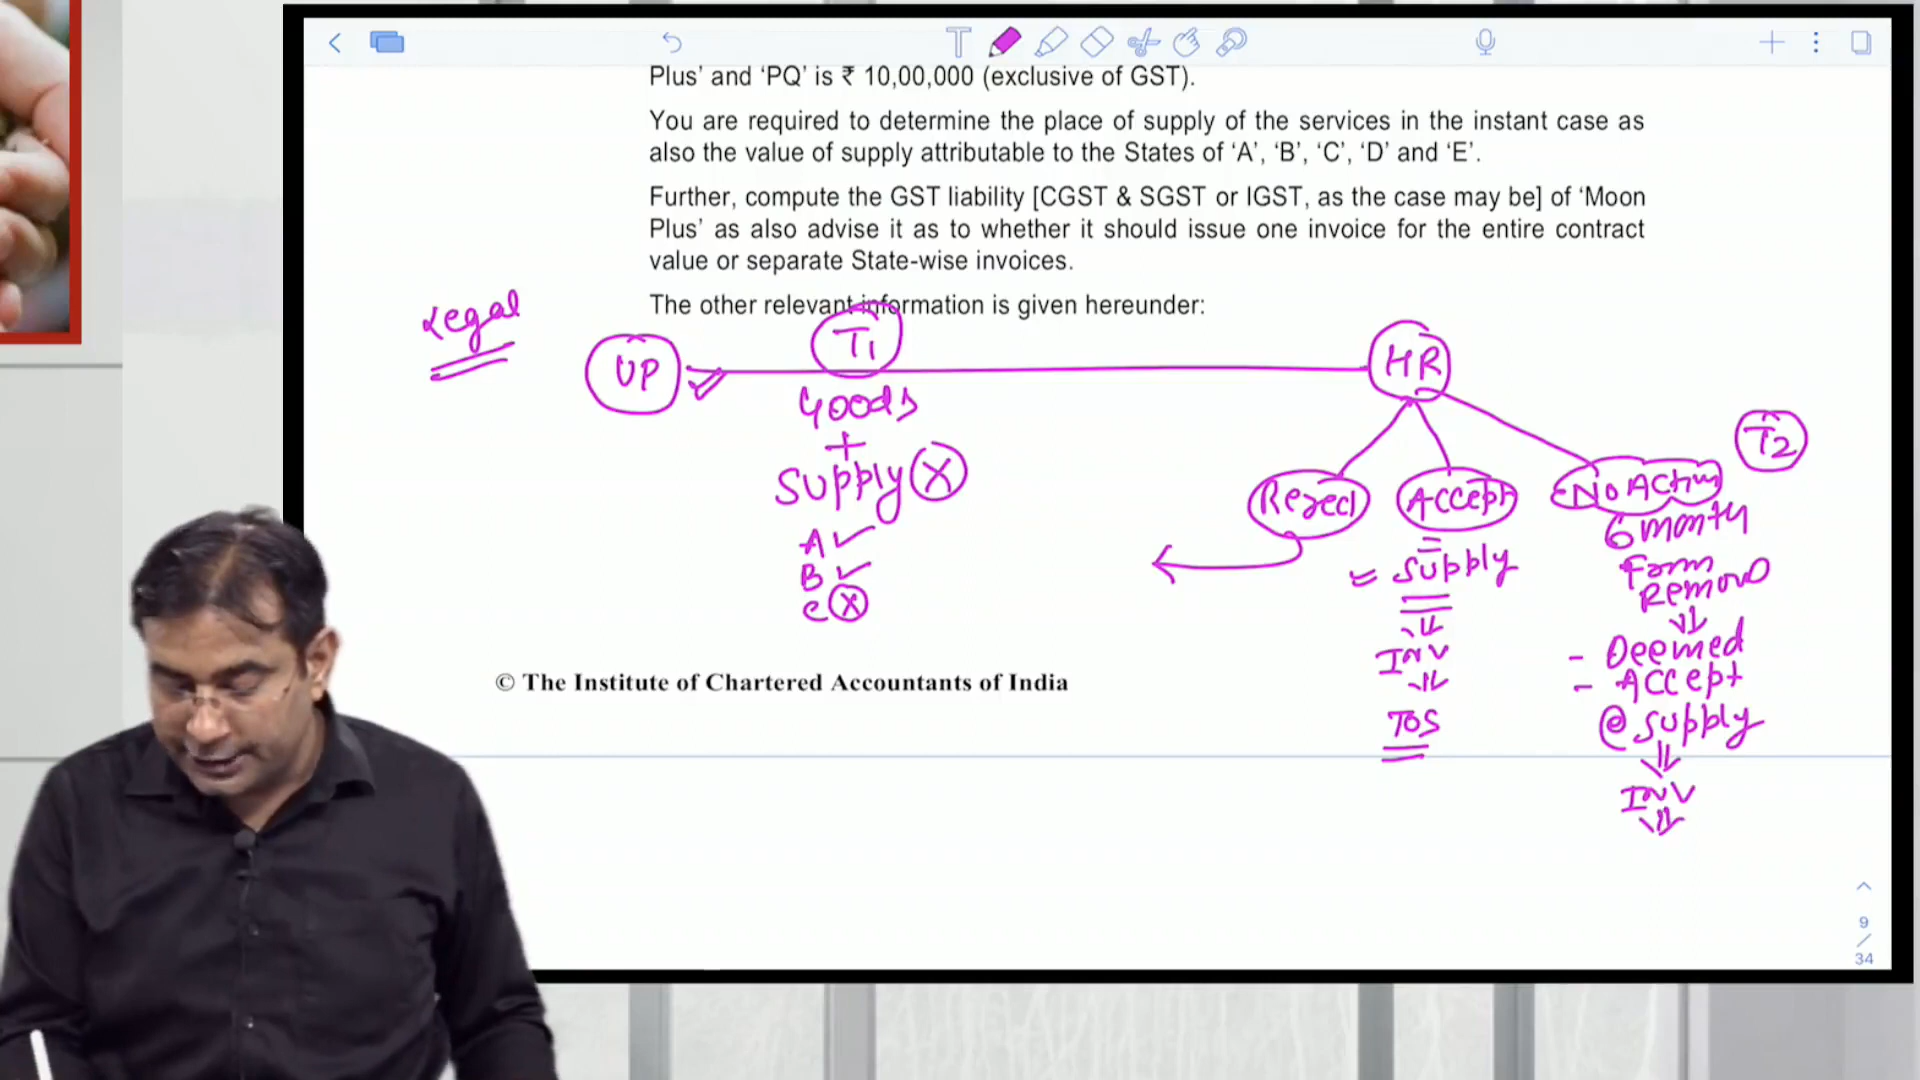 Plus’ and ‘PQ’ is ₹ 10,00,000 (exclusive of GST).
You are required to determine the place of supply of the services in the instant case as
also the value of supply attributable to the States of ‘A’, ‘B’, ‘C’, ‘D’ and ‘E’.
Further, compute the GST liability [CGST & SGST or IGST, as the case may be] of ‘Moon
Plus’ as also advise it as to whether it should issue one invoice for the entire contract
value or separate State-wise invoices.
The other relevant information is given hereunder:
Legal
UP
T1
HR
Goods
+
Supply X
A ✓
B ✓
C X
T2
Reject
Accept
No Action
= Supply
INV
TOS
6 month
From
Remov
- Deemed
- Accept
@ supply
INV
© The Institute of Chartered Accountants of India
9
/
34